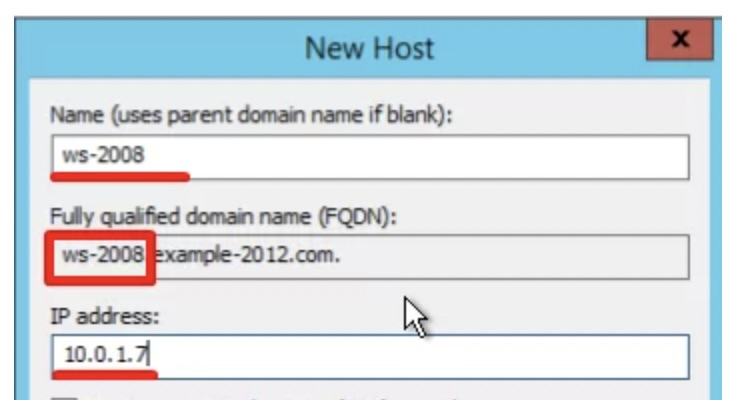 New Host
x
Name (uses parent domain name if blank):
ws-2008
Fully qualified domain name (FQDN):
ws-2008.example-2012.com.
IP address:
10.0.1.7